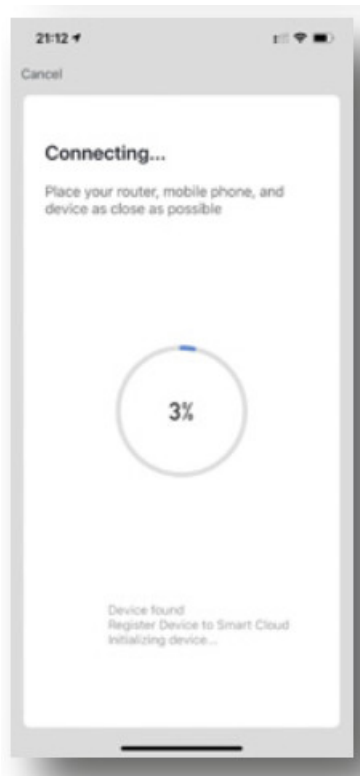 21:12
Cancel
Connecting...
Place your router, mobile phone, and
device as close as possible
3%
Device found
Register Device to Smart Cloud
Initializing device...